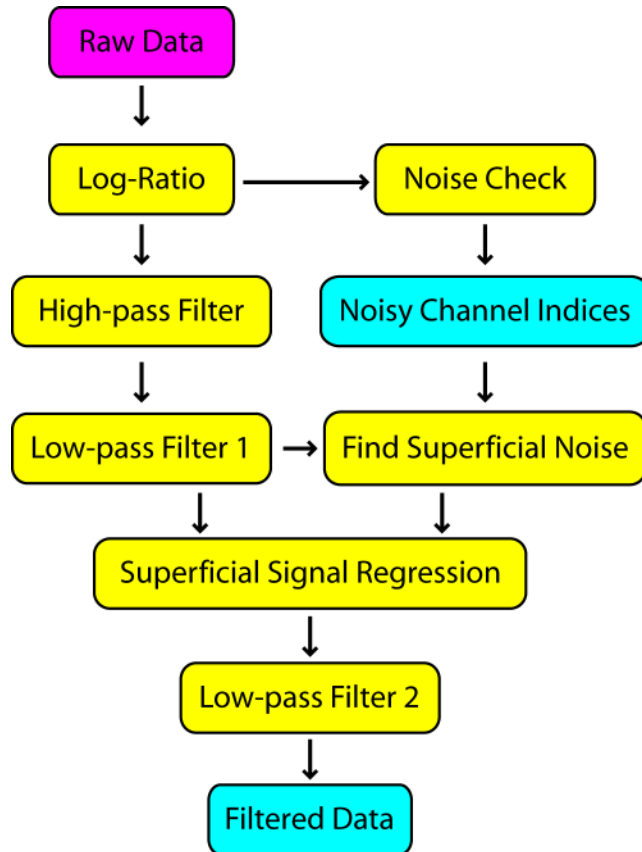 Raw Data
Log-Ratio
Noise Check
High-pass Filter
Noisy Channel Indices
Low-pass Filter 1
Find Superficial Noise
Superficial Signal Regression
Low-pass Filter 2
Filtered Data